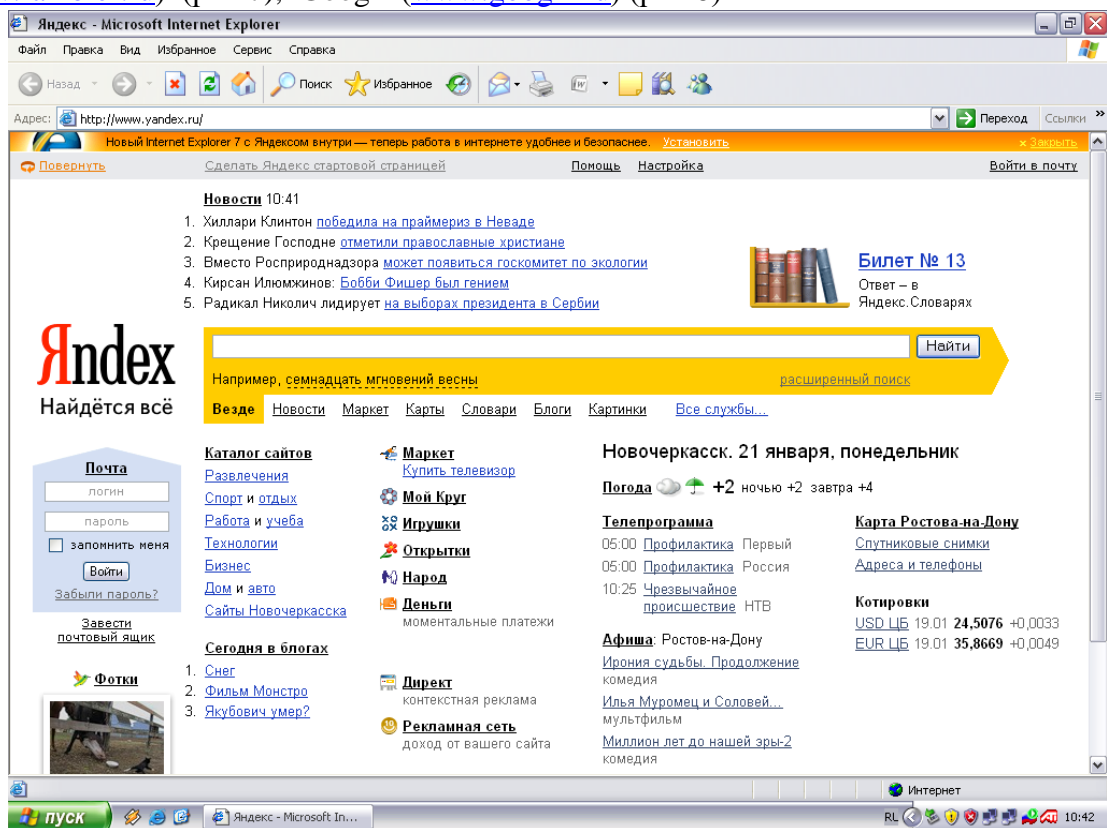 Яндекс - Microsoft Internet Explorer
Файл Правка Вид Избранное Сервис Справка
Назад Поиск Избранное
Адрес: http://www.yandex.ru/ Переход Ссылки »
Новый Internet Explorer 7 с Яндексом внутри — теперь работа в интернете удобнее и безопаснее. Установить × Закрыть
Повернуть Сделать Яндекс стартовой страницей Помощь Настройка Войти в почту
Новости 10:41
1. Хиллари Клинтон победила на праймериз в Неваде
2. Крещение Господне отметили православные христиане
3. Вместо Росприроднадзора может появиться госкомитет по экологии
4. Кирсан Илюмжинов: Бобби Фишер был гением
5. Радикал Николич лидирует на выборах президента в Сербии
Билет № 13
Ответ – в
Яндекс.Словарях
Яndex
Найдётся всё
Найти
Например, семнадцать мгновений весны расширенный поиск
Везде Новости Маркет Карты Словари Блоги Картинки Все службы...
Почта
логин
пароль
запомнить меня
Войти
Забыли пароль?
Завести
почтовый ящик
Фотки
Каталог сайтов
Развлечения
Спорт и отдых
Работа и учеба
Технологии
Бизнес
Дом и авто
Сайты Новочеркасска
Сегодня в блогах
1. Снег
2. Фильм Монстро
3. Якубович умер?
Маркет
Купить телевизор
Мой Круг
Игрушки
Открытки
Народ
Деньги
моментальные платежи
Директ
контекстная реклама
Рекламная сеть
доход от вашего сайта
Новочеркасск. 21 января, понедельник
Погода +2 ночью +2 завтра +4
Телепрограмма
05:00 Профилактика Первый
05:00 Профилактика Россия
10:25 Чрезвычайное
происшествие НТВ
Афиша: Ростов-на-Дону
Ирония судьбы. Продолжение
комедия
Илья Муромец и Соловей...
мультфильм
Миллион лет до нашей эры-2
комедия
Карта Ростова-на-Дону
Спутниковые снимки
Адреса и телефоны
Котировки
USD ЦБ 19.01 24,5076 +0,0033
EUR ЦБ 19.01 35,8669 +0,0049
Интернет
пуск Яндекс - Microsoft In... RL 10:42